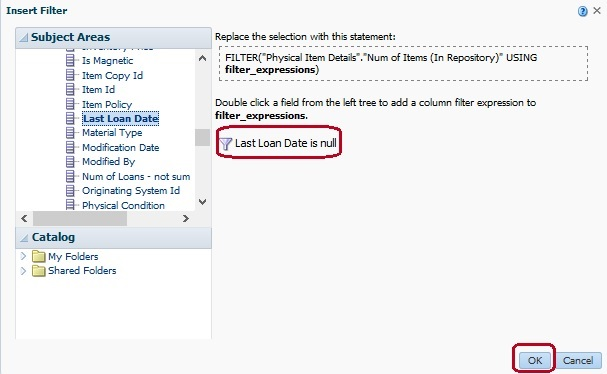 Insert Filter
Subject Areas
Is Magnetic
Item Copy Id
Item Id
Item Policy
Last Loan Date
Material Type
Modification Date
Modified By
Num of Loans - not sum
Originating System Id
Physical Condition
Catalog
My Folders
Shared Folders
Replace the selection with this statement:
FILTER("Physical Item Details"."Num of Items (In Repository)" USING
filter_expressions)
Double click a field from the left tree to add a column filter expression to
filter_expressions.
Last Loan Date is null
OK
Cancel